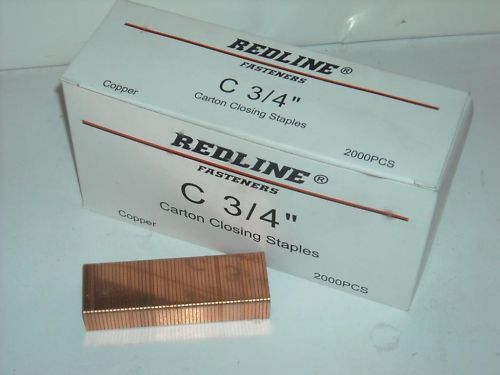 REDLINE®
FASTENERS
C 3/4"
Carton Closing Staples
Copper
2000PCS
REDLINE®
FASTENERS
C 3/4"
Carton Closing Staples
Copper
2000PCS